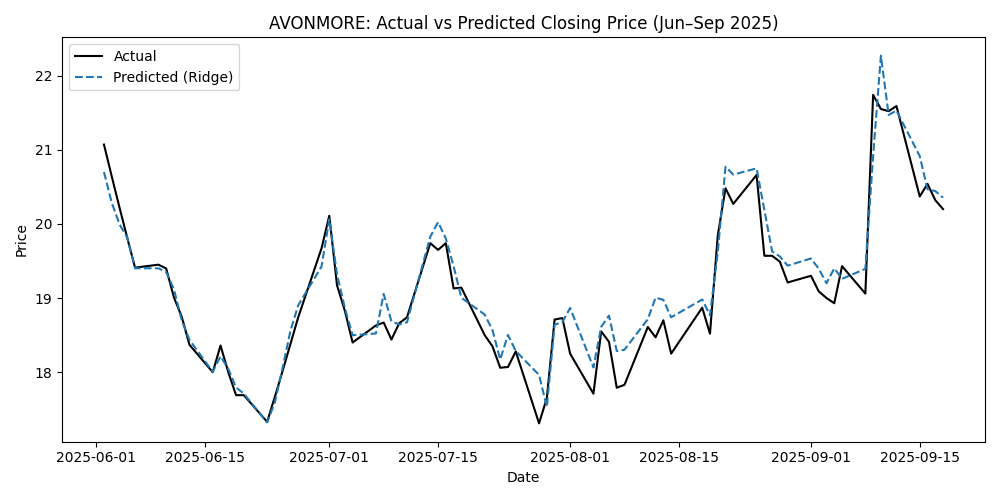 AVONMORE: Actual vs Predicted Closing Price (Jun–Sep 2025)
Actual
Predicted (Ridge)
Price
22
21
20
19
18
2025-06-01 2025-06-15 2025-07-01 2025-07-15 2025-08-01 2025-08-15 2025-09-01 2025-09-15
Date